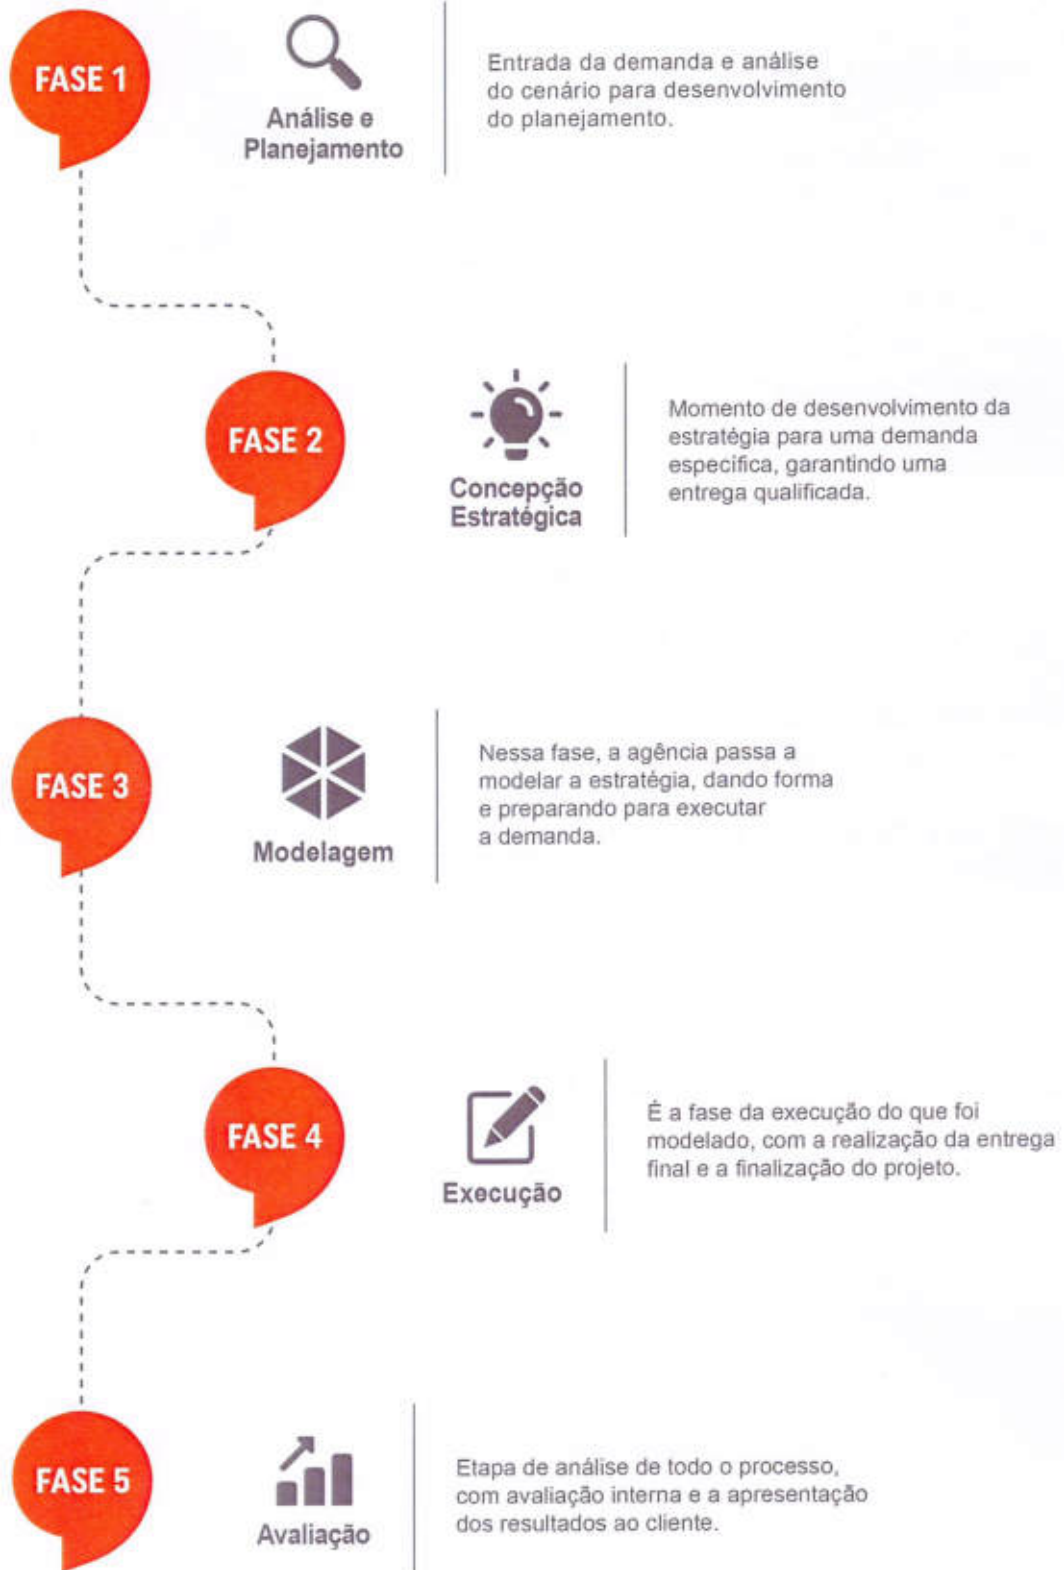 FASE 1
Análise e
Planejamento
Entrada da demanda e análise
do cenário para desenvolvimento
do planejamento.
FASE 2
Concepção
Estratégica
Momento de desenvolvimento da
estratégia para uma demanda
especifica, garantindo uma
entrega qualificada.
FASE 3
Modelagem
Nessa fase, a agência passa a
modelar a estratégia, dando forma
e preparando para executar
a demanda.
FASE 4
Execução
É a fase da execução do que foi
modelado, com a realização da entrega
final e a finalização do projeto.
FASE 5
Avaliação
Etapa de análise de todo o processo,
com avaliação interna e a apresentação
dos resultados ao cliente.